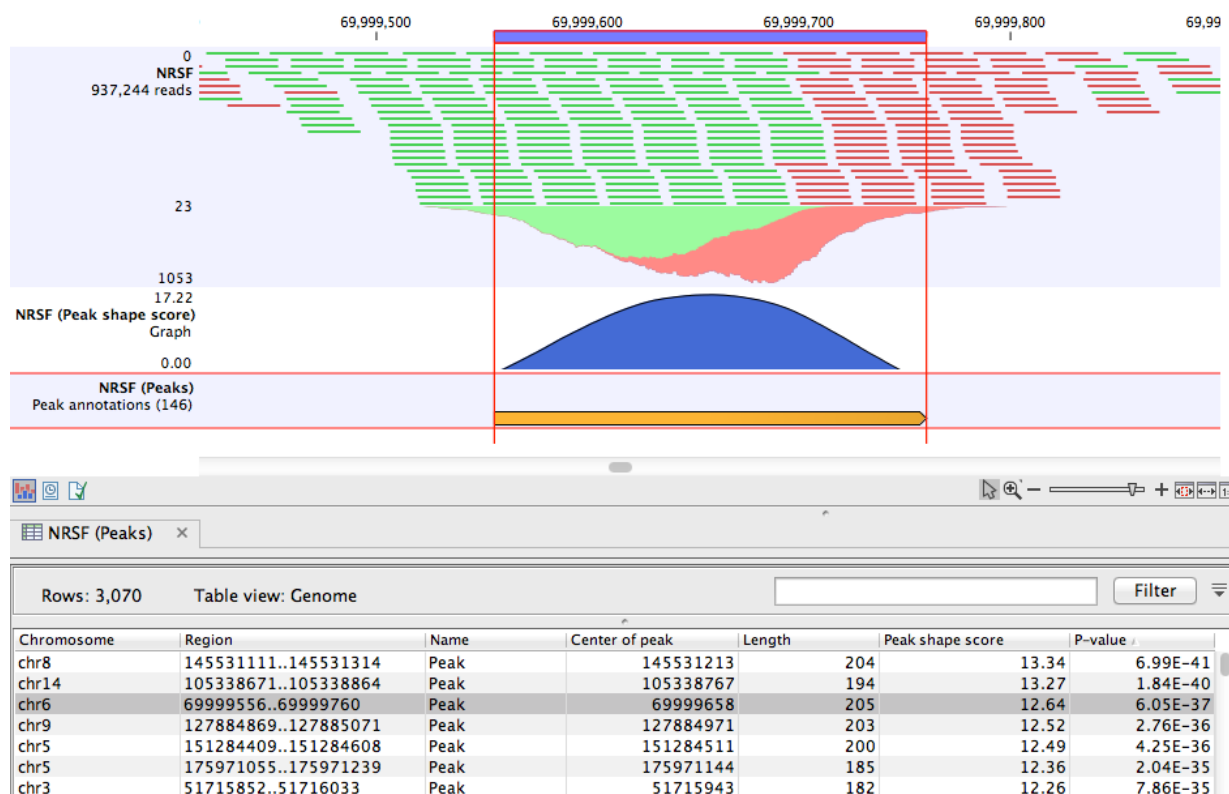 69,999,500 69,999,600 69,999,700 69,999,800 69,99
0
NRSF
937,244 reads
23
1053
17.22
NRSF (Peak shape score)
Graph
0.00
NRSF (Peaks)
Peak annotations (146)
NRSF (Peaks)
Rows: 3,070 Table view: Genome Filter
Chromosome Region Name Center of peak Length Peak shape score P-value
chr8 145531111..145531314 Peak 145531213 204 13.34 6.99E-41
chr14 105338671..105338864 Peak 105338767 194 13.27 1.84E-40
chr6 69999556..69999760 Peak 69999658 205 12.64 6.05E-37
chr9 127884869..127885071 Peak 127884971 203 12.52 2.76E-36
chr5 151284409..151284608 Peak 151284511 200 12.49 4.25E-36
chr5 175971055..175971239 Peak 175971144 185 12.36 2.04E-35
chr3 51715852..51716033 Peak 51715943 182 12.26 7.86E-35